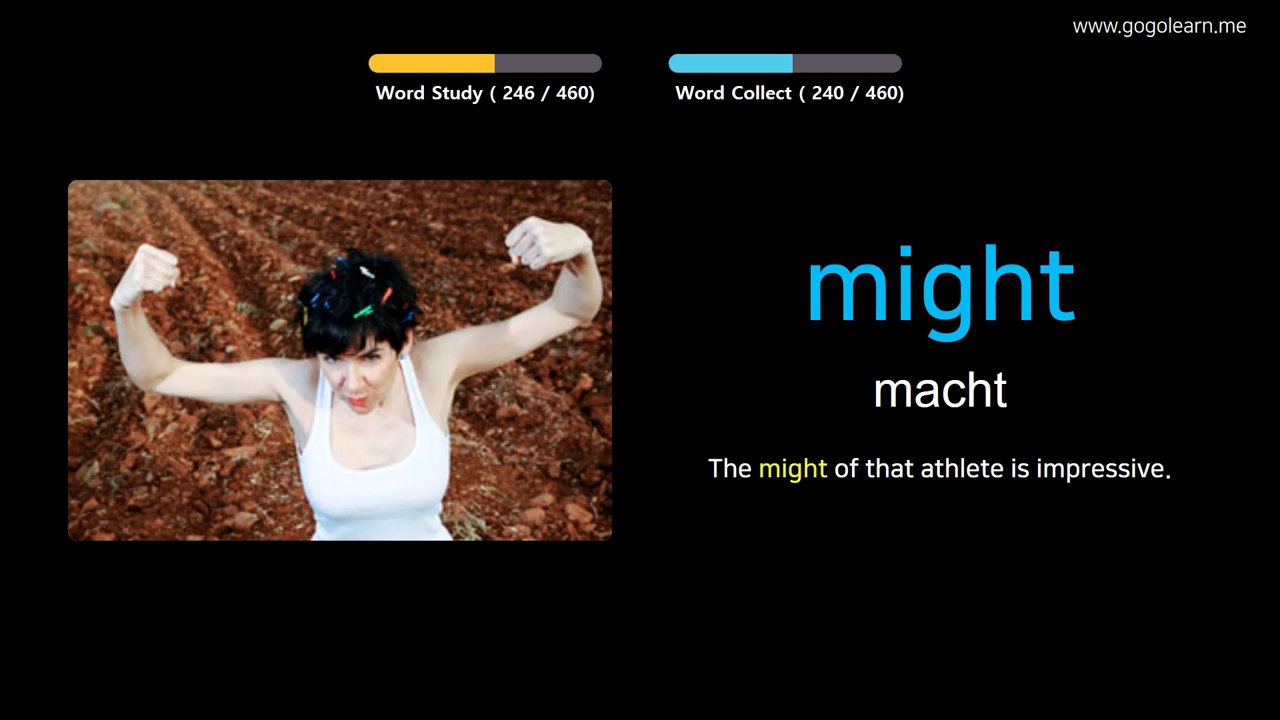 www.gogolearn.me
Word Study ( 246 / 460)
Word Collect ( 240 / 460)
might
macht
The might of that athlete is impressive.